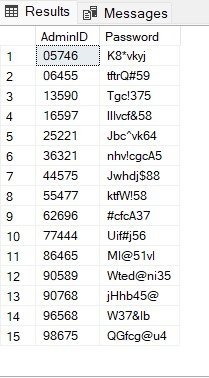 Results Messages
AdminID Password
1 05746 K8*vkyj
2 06455 tftrQ#59
3 13590 Tgc!375
4 16597 lllvcf&58
5 25221 Jbc^vk64
6 36321 nhv!cgcA5
7 44575 Jwhdj$88
8 55477 ktfW!58
9 62696 #cfcA37
10 77444 Uif#j56
11 86465 Ml@51vl
12 90589 Wted@ni35
13 90768 jHhb45@
14 96568 W37&lb
15 98675 QGfcg@u4